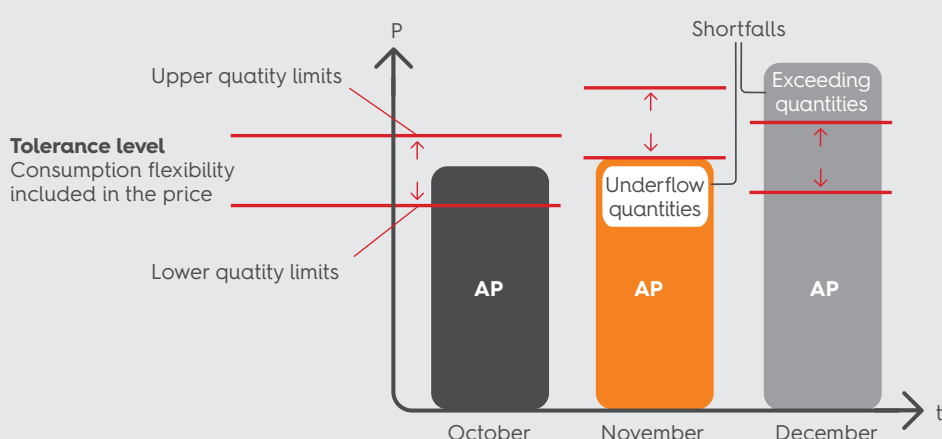 P
Shortfalls
Upper quatity limits
Exceeding
quantities
Tolerance level
Consumption flexibility
included in the price
Underflow
quantities
Lower quatity limits
AP
AP
AP
t
October
November
December